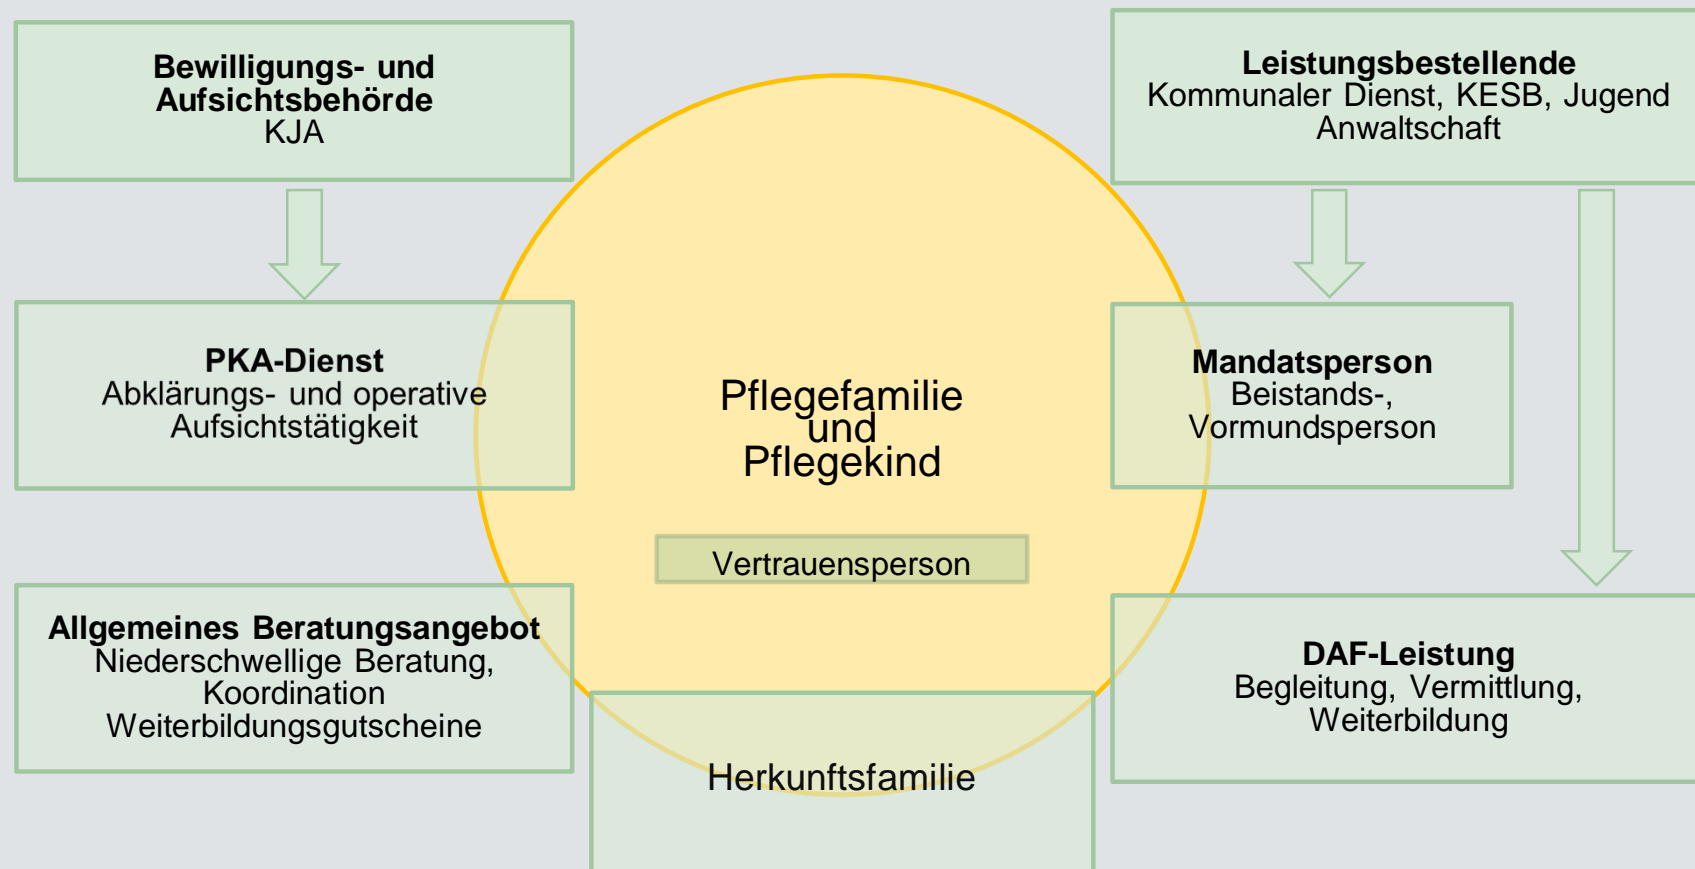 Bewilligungs- und
Aufsichtsbehörde
KJA
Leistungsbestellende
Kommunaler Dienst, KESB, Jugend
Anwaltschaft
PKA-Dienst
Abklärungs- und operative
Aufsichtstätigkeit
Pflegefamilie
und
Pflegekind
Mandatsperson
Beistands-,
Vormundsperson
Vertrauensperson
Allgemeines Beratungsangebot
Niederschwellige Beratung,
Koordination
Weiterbildungsgutscheine
Herkunftsfamilie
DAF-Leistung
Begleitung, Vermittlung,
Weiterbildung